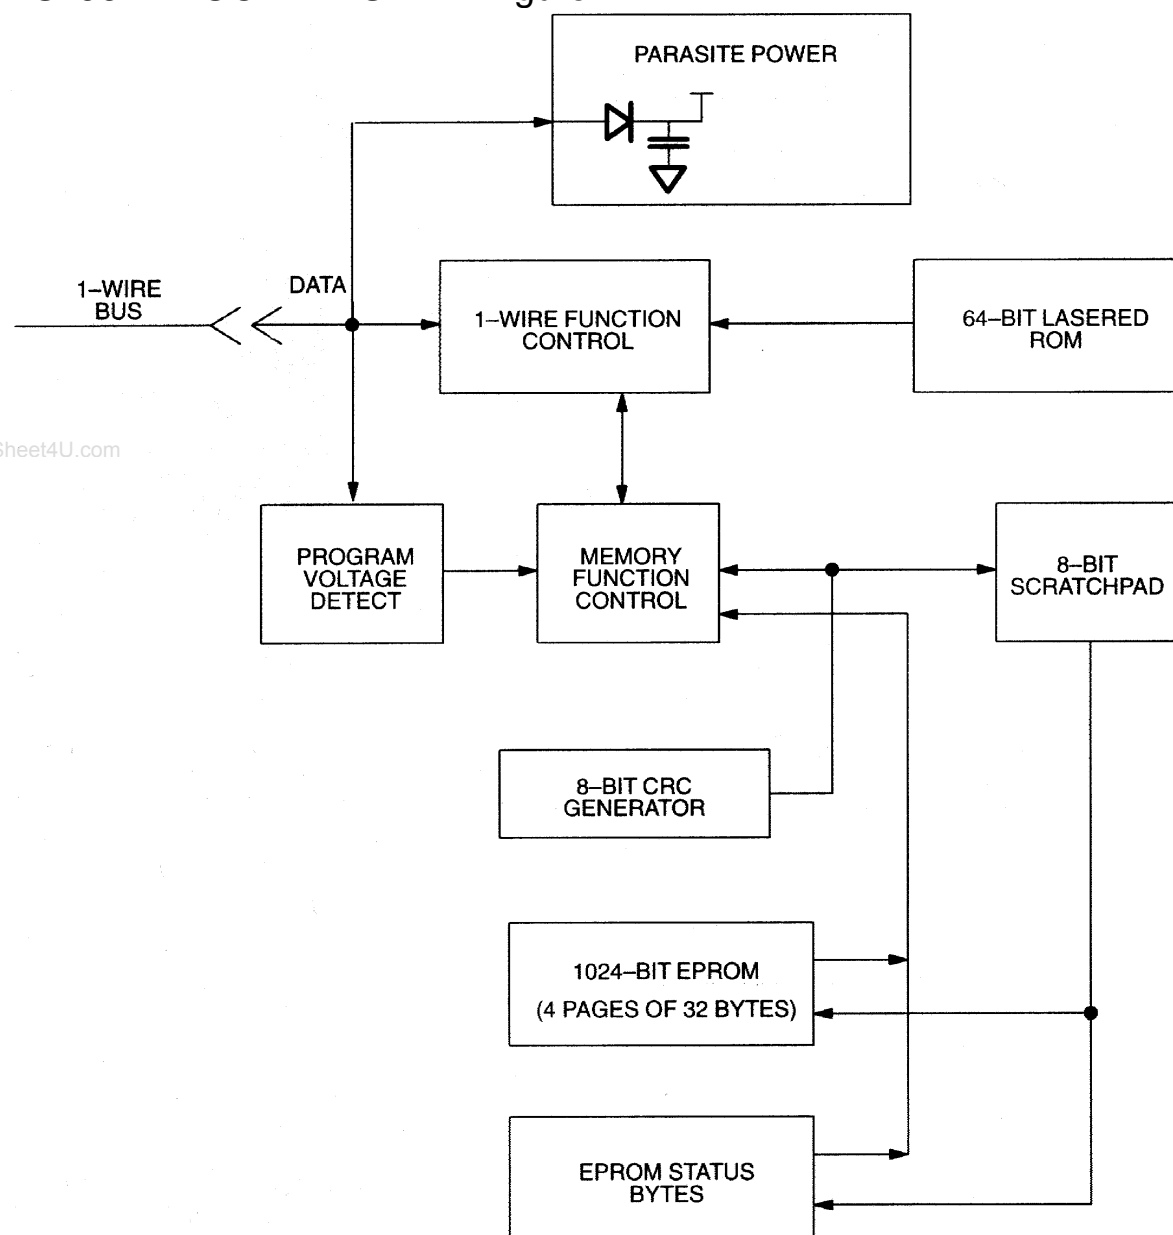 PARASITE POWER
1–WIRE
BUS
DATA
1–WIRE FUNCTION
CONTROL
64–BIT LASERED
ROM
Sheet4U.com
PROGRAM
VOLTAGE
DETECT
MEMORY
FUNCTION
CONTROL
8–BIT
SCRATCHPAD
8–BIT CRC
GENERATOR
1024–BIT EPROM
(4 PAGES OF 32 BYTES)
EPROM STATUS
BYTES